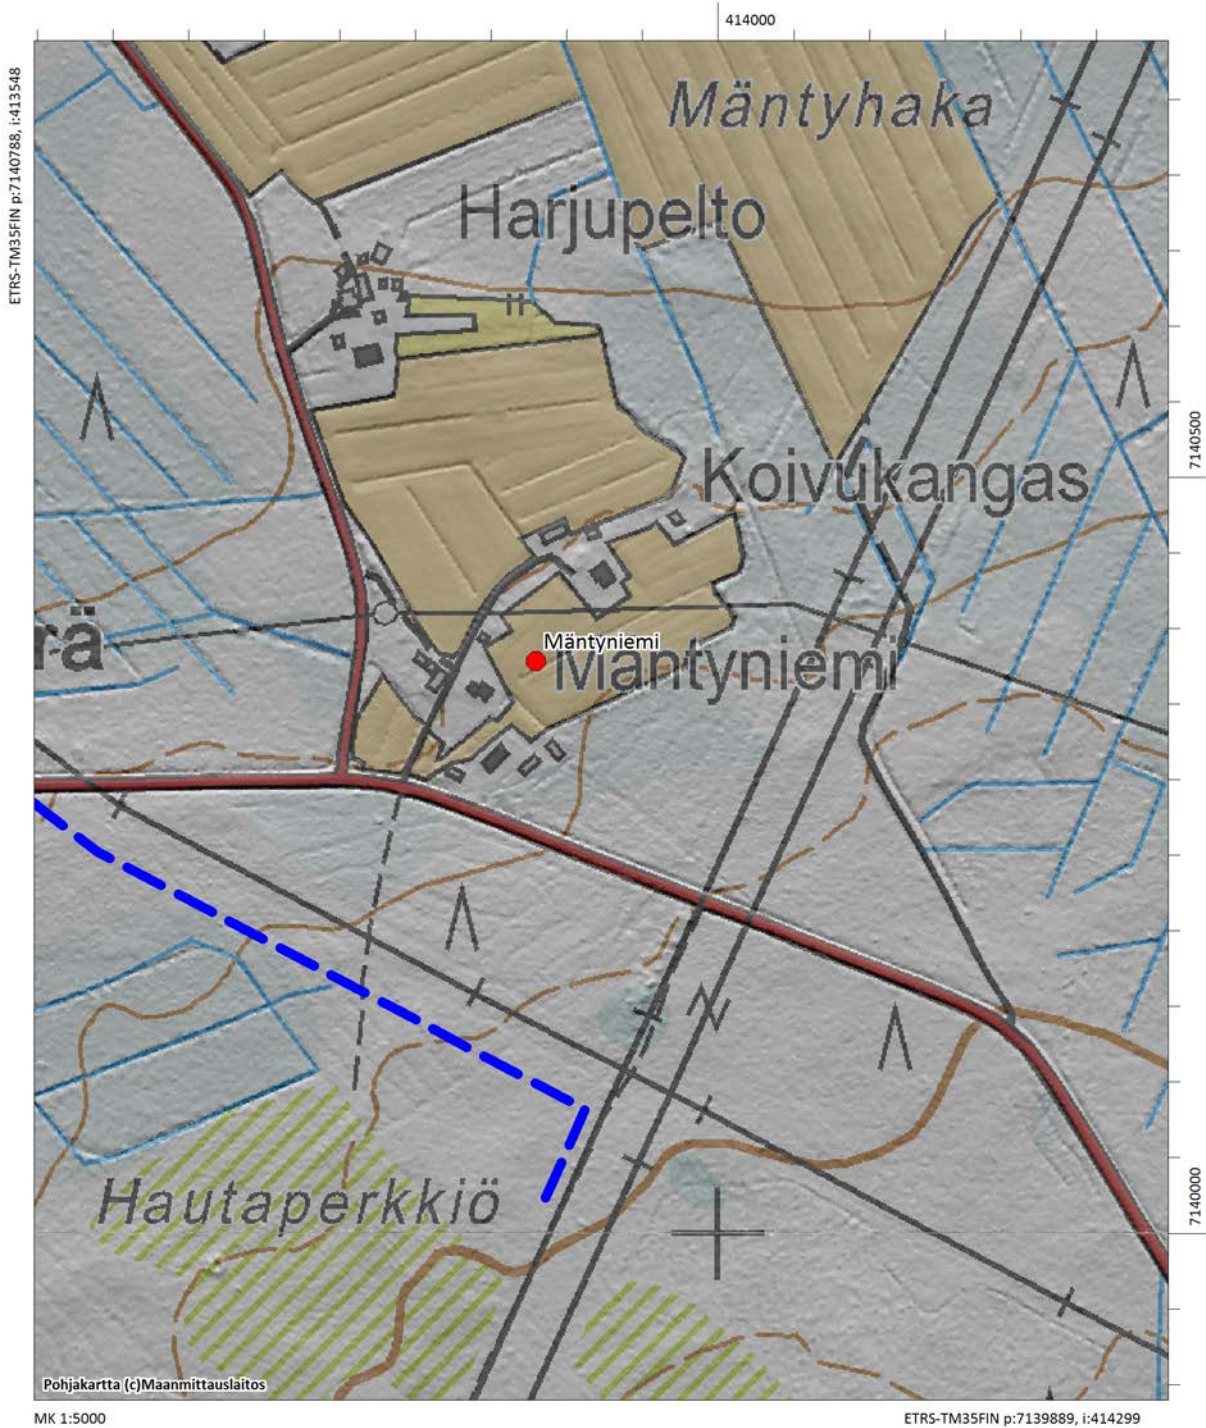 414000
ETRS-TM35FIN p:7140788, i:413548
Mäntyhaka
Harjupelto
7140500
Koivukangas
rä
Mäntyniemi
Mäntyniemi
Hautaperkkiö
7140000
Pohjakartta (c)Maanmittauslaitos
MK 1:5000
ETRS-TM35FIN p:7139889, i:414299